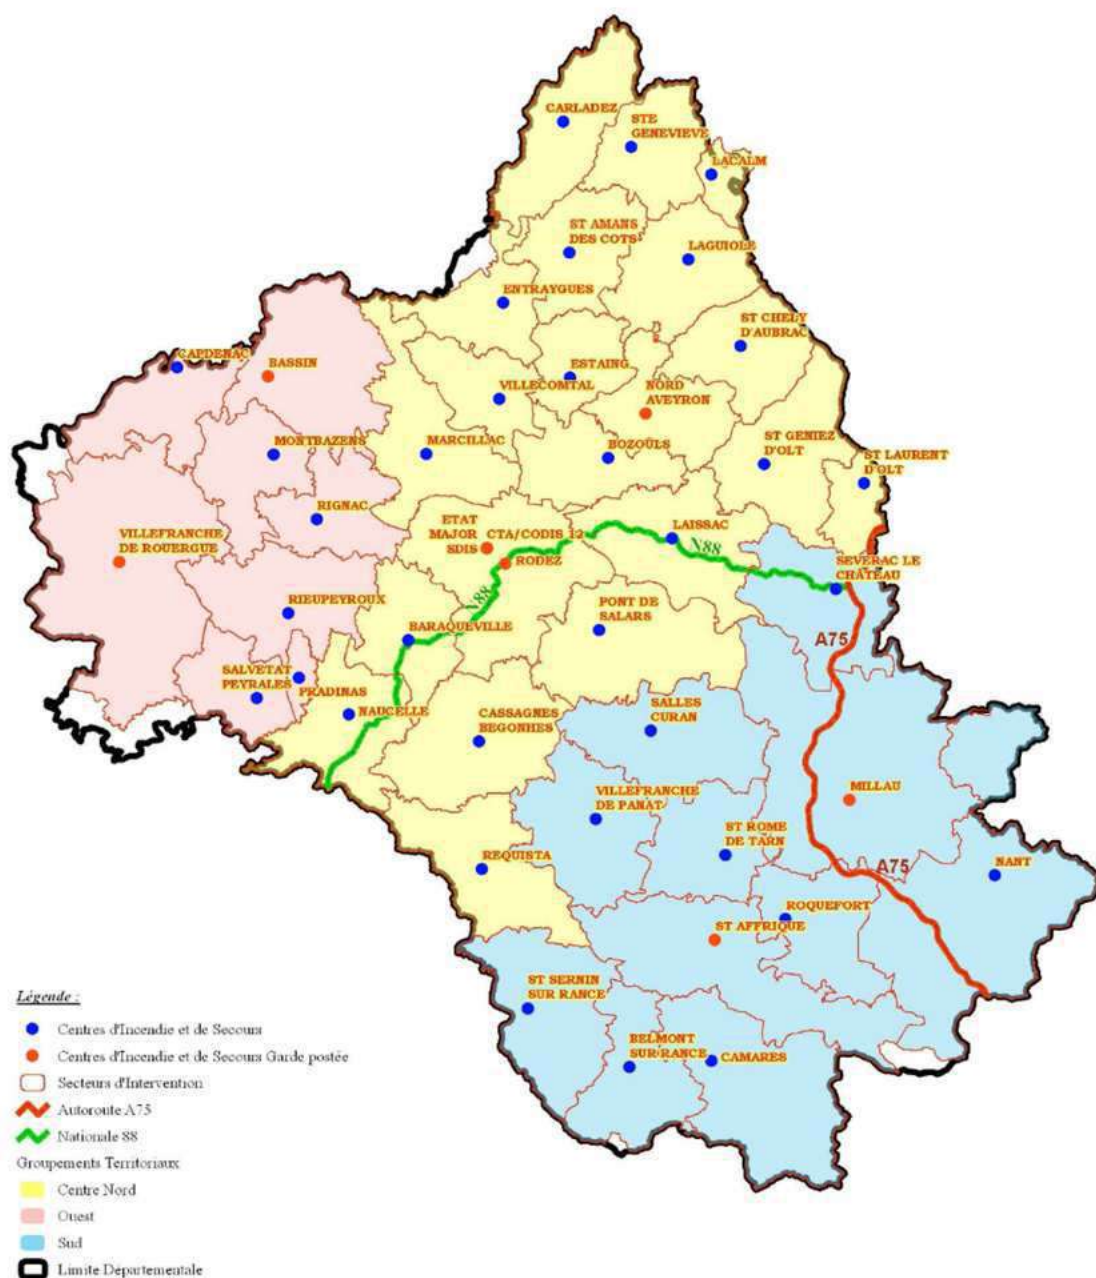 CARLADEZ
STE
GENEVIEVE
LACALM
ST AMANS
DES COTS
LAGUIOLE
ENTRAYGUES
ST CHELY
D'AUBRAC
CAPDENAC
BASSIN
ESTAING
VILLECOMTAL
NORD
AVEYRON
MONTBAZENS
MARCILLAC
BOZOULS
ST GENIEZ
D'OLT
ST LAURENT
D'OLT
RIGNAC
VILLEFRANCHE
DE ROUERGUE
ETAT
MAJOR
SDIS
CTA/CODIS 12
RODEZ
LAISSAC
N88
SEVERAC LE
CHÂTEAU
RIEUPEYROUX
N88
BARAQUEVILLE
PONT DE
SALARS
A75
SALVETAT
PEYRALES
PRADINAS
NAUCELLE
CASSAGNES
BEGONHES
SALLES
CURAN
VILLEFRANCHE
DE PANAT
MILLAU
ST ROME
DE TARN
REQUISTA
A75
NANT
ROQUEFORT
ST AFFRIQUE
ST SERNIN
SUR RANCE
BELMONT
SUR RANCE
CAMARES
Légende :
Centres d'Incendie et de Secours
Centres d'Incendie et de Secours Garde postée
Secteurs d'Intervention
Autoroute A75
Nationale 88
Groupements Territoriaux
Centre Nord
Ouest
Sud
Limite Départementale